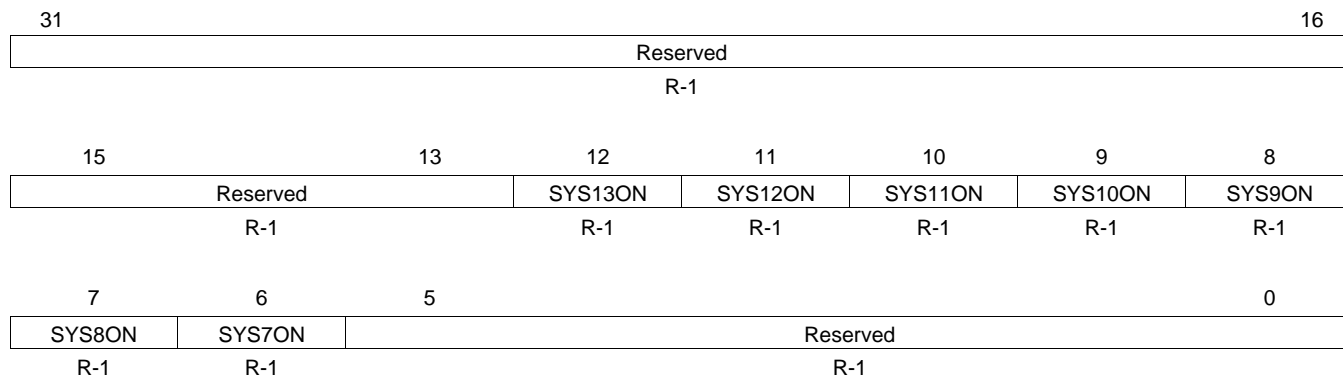 31 16
Reserved
R-1
15 13 12 11 10 9 8
Reserved SYS13ON SYS12ON SYS11ON SYS10ON SYS9ON
R-1 R-1 R-1 R-1 R-1 R-1
7 6 5 0
SYS8ON SYS7ON Reserved
R-1 R-1 R-1